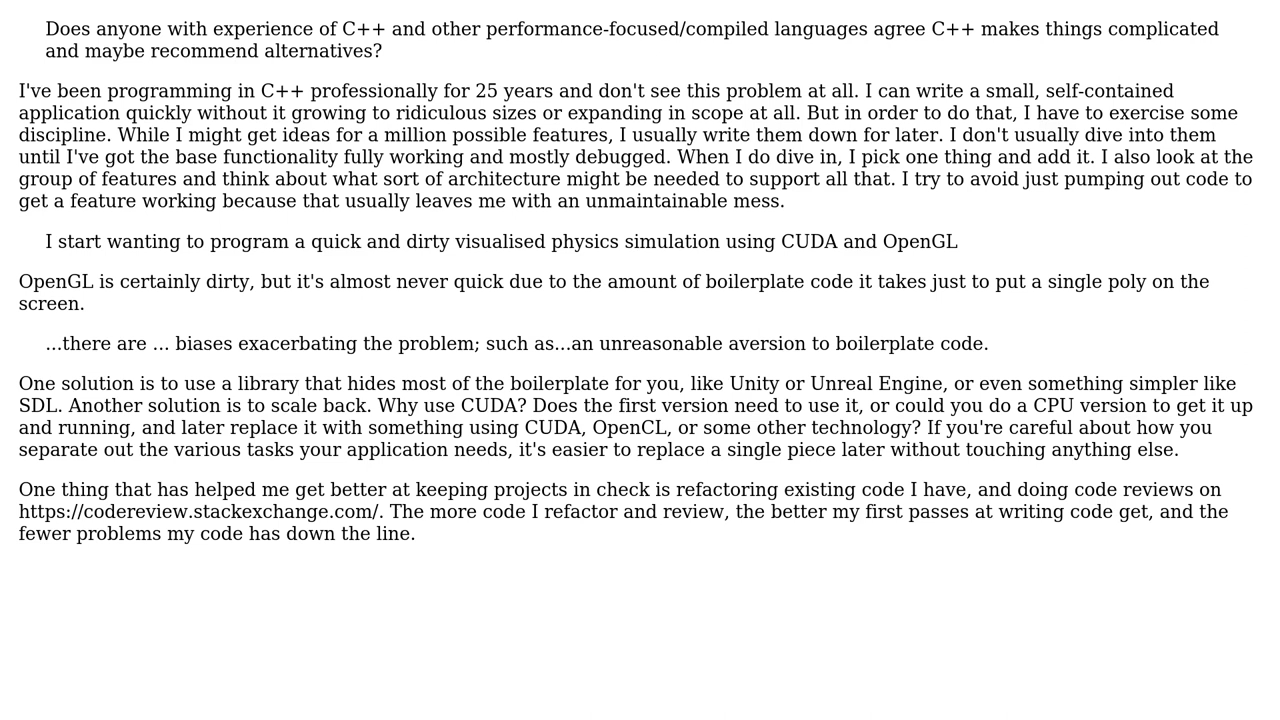 Does anyone with experience of C++ and other performance-focused/compiled languages agree C++ makes things complicated
and maybe recommend alternatives?
I've been programming in C++ professionally for 25 years and don't see this problem at all. I can write a small, self-contained
application quickly without it growing to ridiculous sizes or expanding in scope at all. But in order to do that, I have to exercise some
discipline. While I might get ideas for a million possible features, I usually write them down for later. I don't usually dive into them
until I've got the base functionality fully working and mostly debugged. When I do dive in, I pick one thing and add it. I also look at the
group of features and think about what sort of architecture might be needed to support all that. I try to avoid just pumping out code to
get a feature working because that usually leaves me with an unmaintainable mess.
I start wanting to program a quick and dirty visualised physics simulation using CUDA and OpenGL
OpenGL is certainly dirty, but it's almost never quick due to the amount of boilerplate code it takes just to put a single poly on the
screen.
...there are ... biases exacerbating the problem; such as...an unreasonable aversion to boilerplate code.
One solution is to use a library that hides most of the boilerplate for you, like Unity or Unreal Engine, or even something simpler like
SDL. Another solution is to scale back. Why use CUDA? Does the first version need to use it, or could you do a CPU version to get it up
and running, and later replace it with something using CUDA, OpenCL, or some other technology? If you're careful about how you
separate out the various tasks your application needs, it's easier to replace a single piece later without touching anything else.
One thing that has helped me get better at keeping projects in check is refactoring existing code I have, and doing code reviews on
https://codereview.stackexchange.com/. The more code I refactor and review, the better my first passes at writing code get, and the
fewer problems my code has down the line.